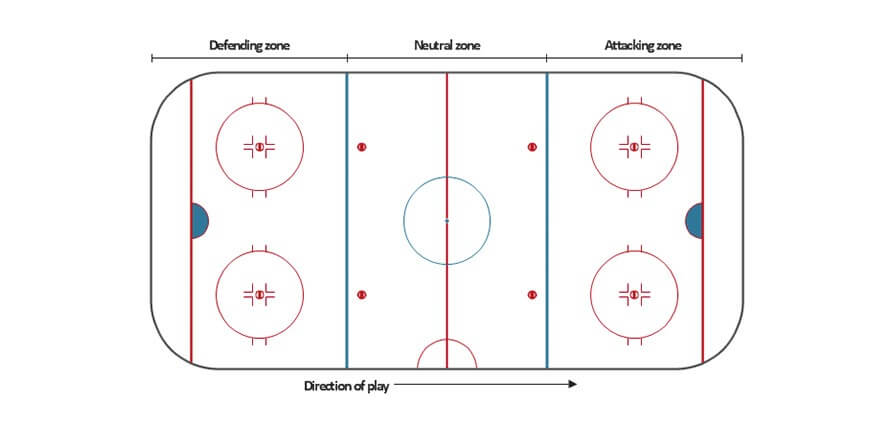 Defending zone
Neutral zone
Attacking zone
Direction of play